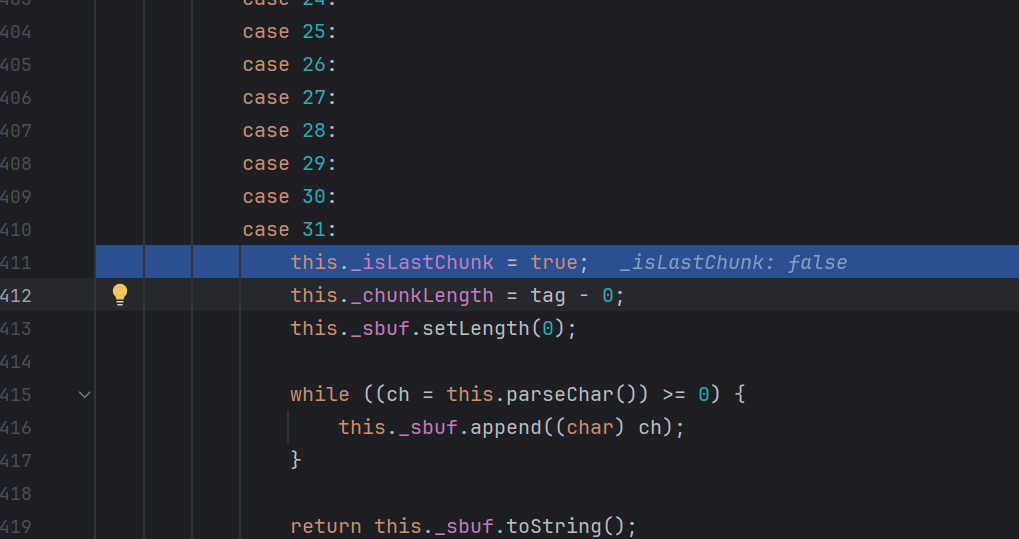 403 case 24:
404 case 25:
405 case 26:
406 case 27:
407 case 28:
408 case 29:
409 case 30:
410 case 31:
411 this._isLastChunk = true; _isLastChunk: false
412 this._chunkLength = tag - 0;
413 this._sbuf.setLength(0);
414
415 while ((ch = this.parseChar()) >= 0) {
416 this._sbuf.append((char) ch);
417 }
418
419 return this._sbuf.toString();